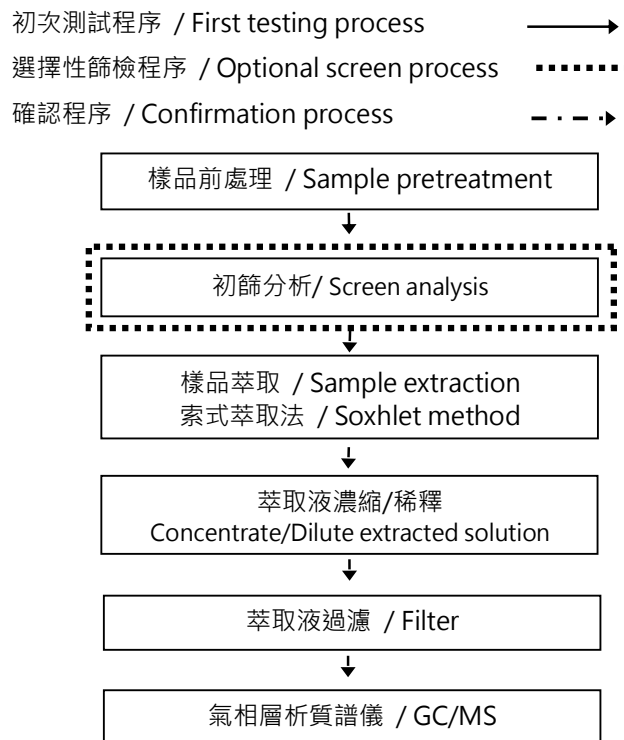 初次測試程序 / First testing process
選擇性篩檢程序 / Optional screen process
確認程序 / Confirmation process
樣品前處理 / Sample pretreatment
初篩分析/ Screen analysis
樣品萃取 / Sample extraction
索式萃取法 / Soxhlet method
萃取液濃縮/稀釋
Concentrate/Dilute extracted solution
萃取液過濾 / Filter
氣相層析質譜儀 / GC/MS